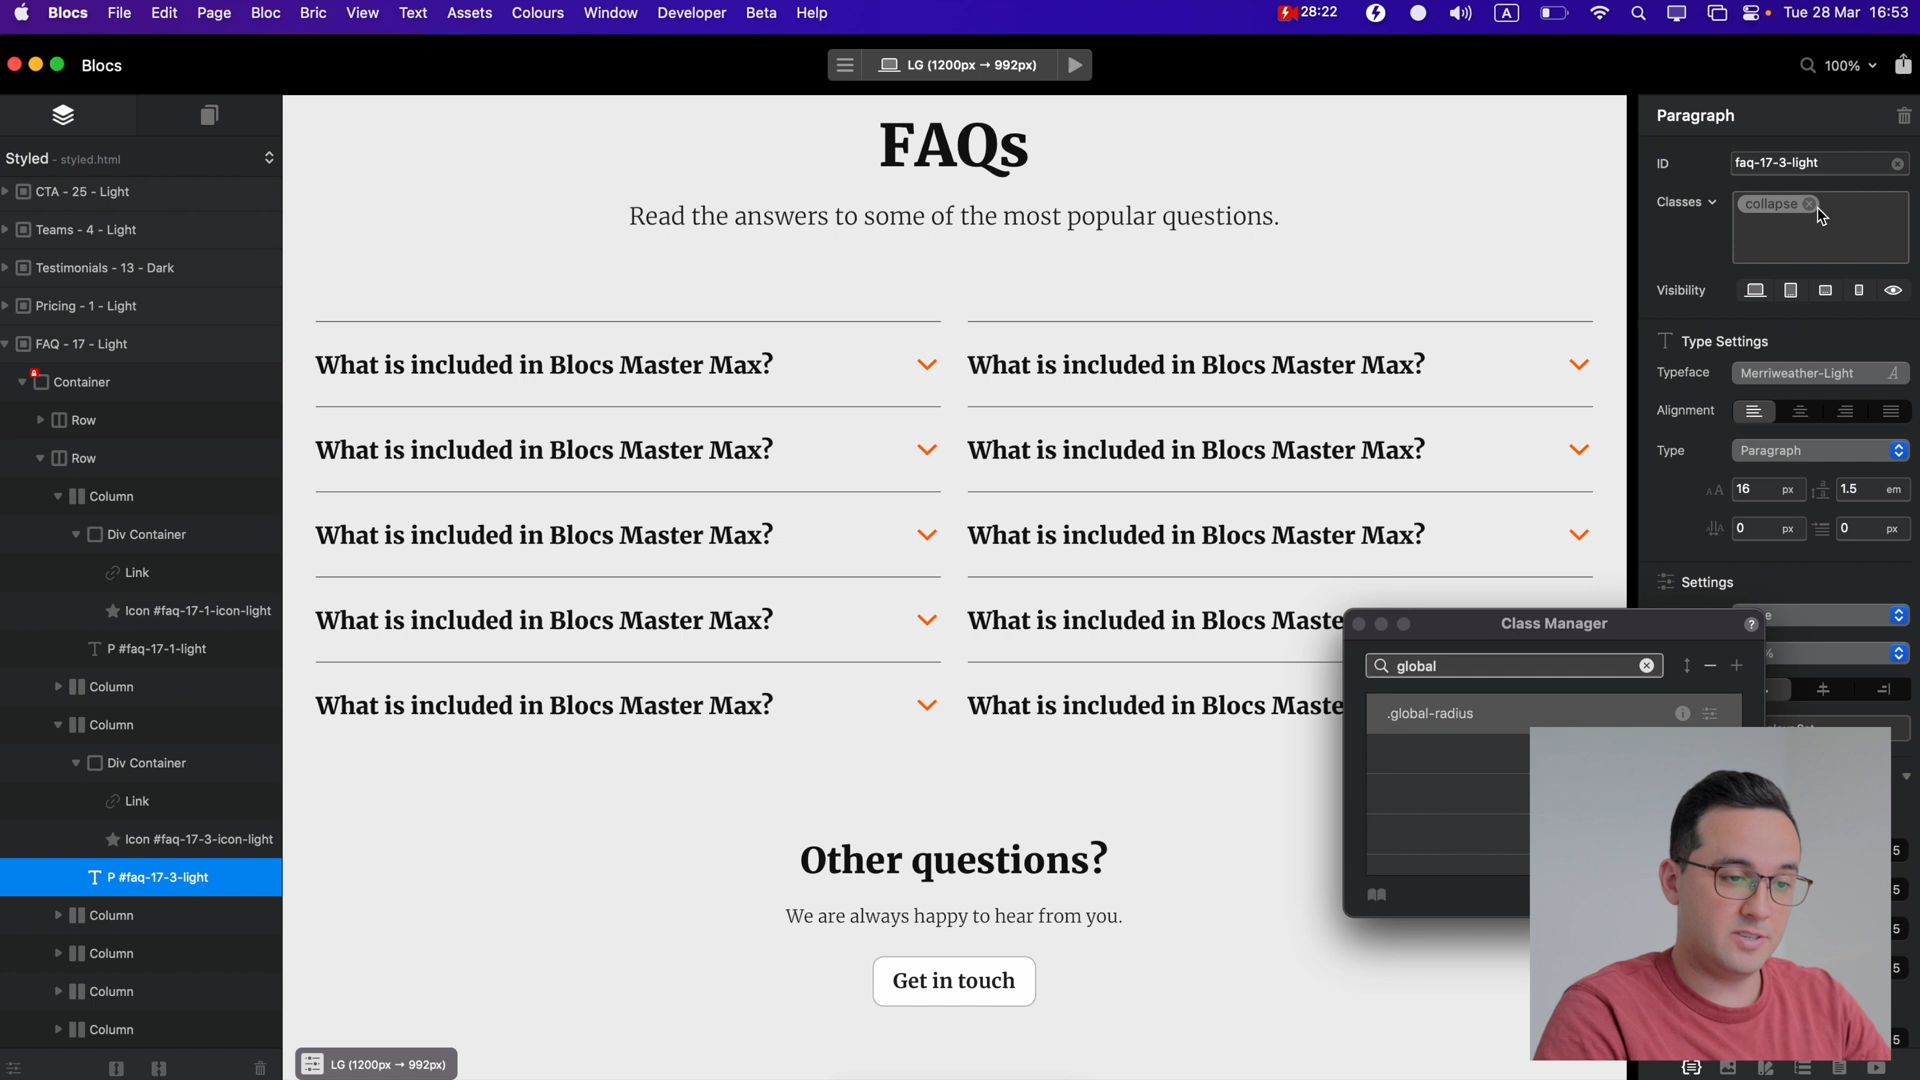 Blocs File Edit Page Bloc Bric View Text Assets Colours Window Developer Beta Help 28:22 A Tue 28 Mar 16:53
Blocs
LG (1200px → 992px)
100%
Styled - styled.html
CTA - 25 - Light
Teams - 4 - Light
Testimonials - 13 - Dark
Pricing - 1 - Light
FAQ - 17 - Light
Container
Row
Row
Column
Div Container
Link
Icon #faq-17-1-icon-light
P #faq-17-1-light
Column
Column
Div Container
Link
Icon #faq-17-3-icon-light
P #faq-17-3-light
Column
Column
Column
Column
FAQs
Read the answers to some of the most popular questions.
What is included in Blocs Master Max? What is included in Blocs Master Max?
What is included in Blocs Master Max? What is included in Blocs Master Max?
What is included in Blocs Master Max? What is included in Blocs Master Max?
What is included in Blocs Master Max? What is included in Blocs Maste
What is included in Blocs Master Max? What is included in Blocs Maste
Other questions?
We are always happy to hear from you.
Get in touch
LG (1200px → 992px)
Class Manager ?
global
.global-radius
Paragraph
ID faq-17-3-light
Classes collapse
Visibility
Type Settings
Typeface Merriweather-Light
Alignment
Type Paragraph
16 px 1.5 em
0 px 0 px
Settings
%
5
5
5
5
5